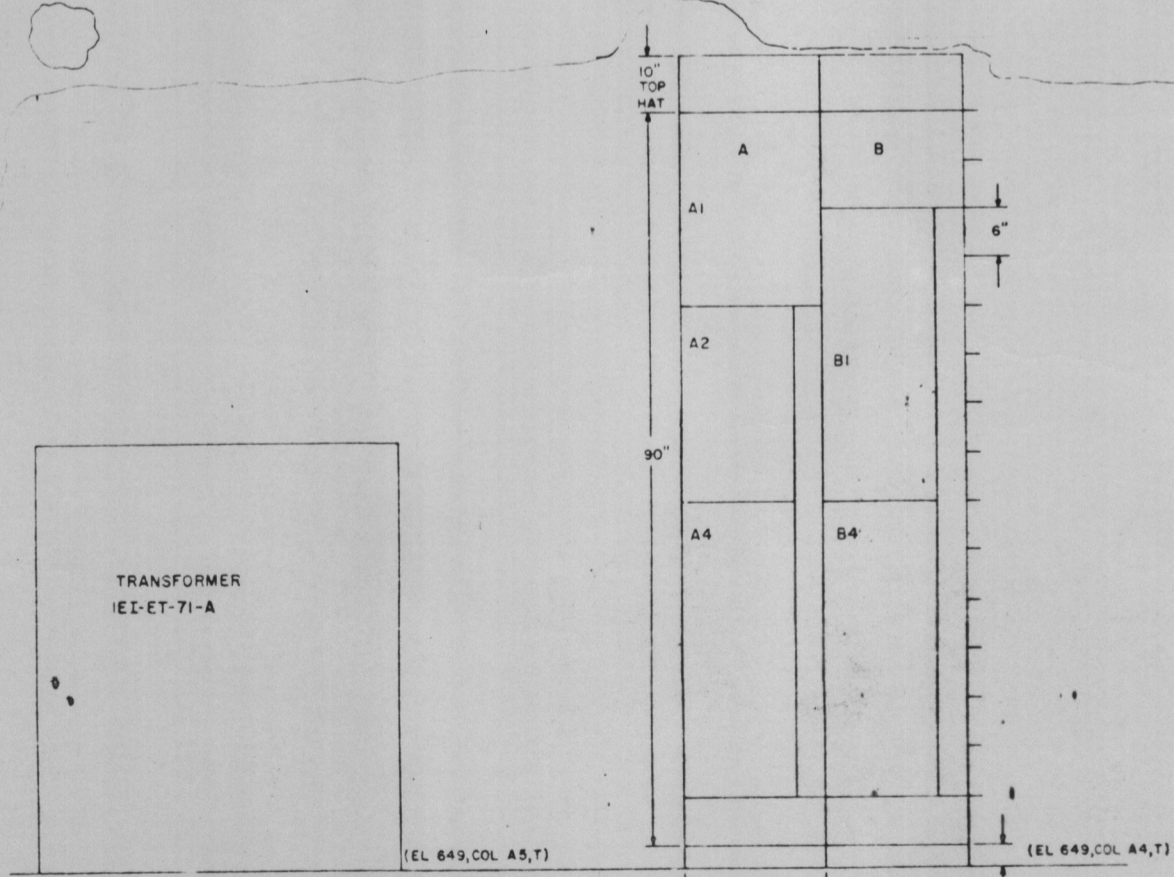 10"
TOP
HAT
A
B
A1
6"
A2
B1
90"
A4
B4
TRANSFORMER
1EI-ET-71-A
(EL 649,COL A5,T)
(EL 649,COL A4,T)